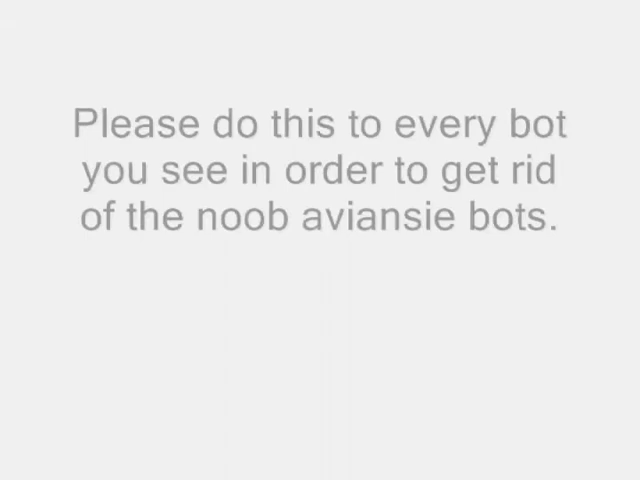 Please do this to every bot
you see in order to get rid
of the noob aviansie bots.